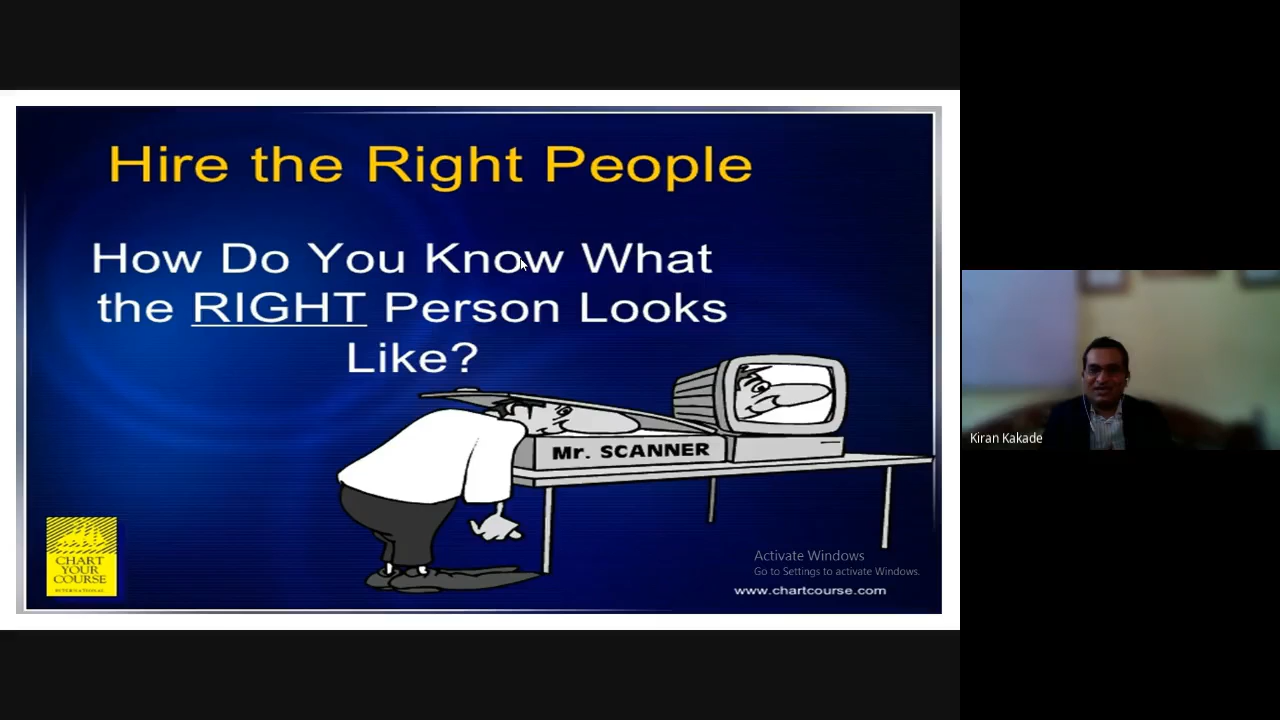 Hire the Right People
How Do You Know What
the RIGHT Person Looks
Like?
Mr. SCANNER
CHART
YOUR
COURSE
Activate Windows
Go to Settings to activate Windows.
www.chartcourse.com
Kiran Kakade